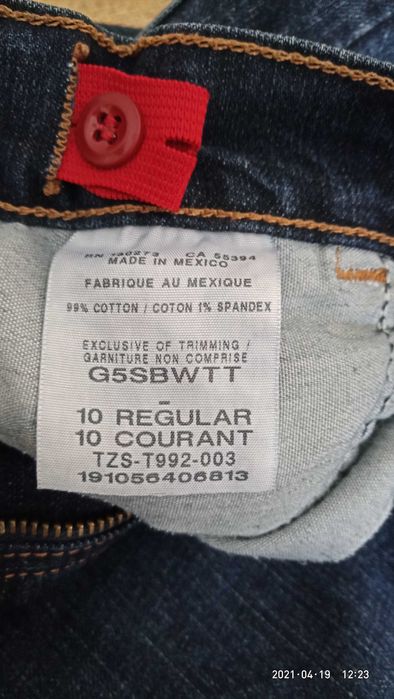 CA 55394
MADE IN MEXICO
FABRIQUE AU MEXIQUE
99% COTTON / COTON 1% SPANDEX
EXCLUSIVE OF TRIMMING /
GARNITURE NON COMPRISE
G5SBWTT
-
10 REGULAR
10 COURANT
TZS-T992-003
191056406813
2021·04·19 12:23